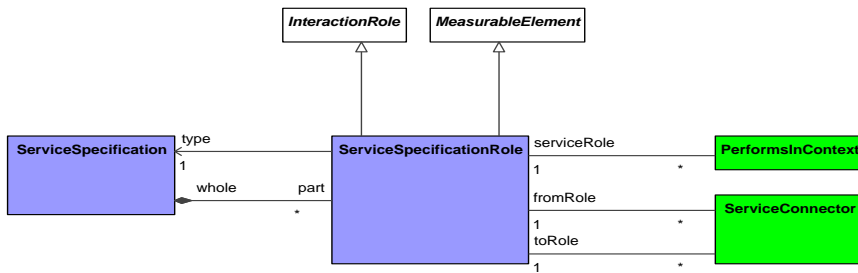 InteractionRole
MeasurableElement
ServiceSpecification
type
1
whole
part
*
ServiceSpecificationRole
serviceRole
1
*
PerformsInContext
fromRole
1
*
ServiceConnector
toRole
1
*